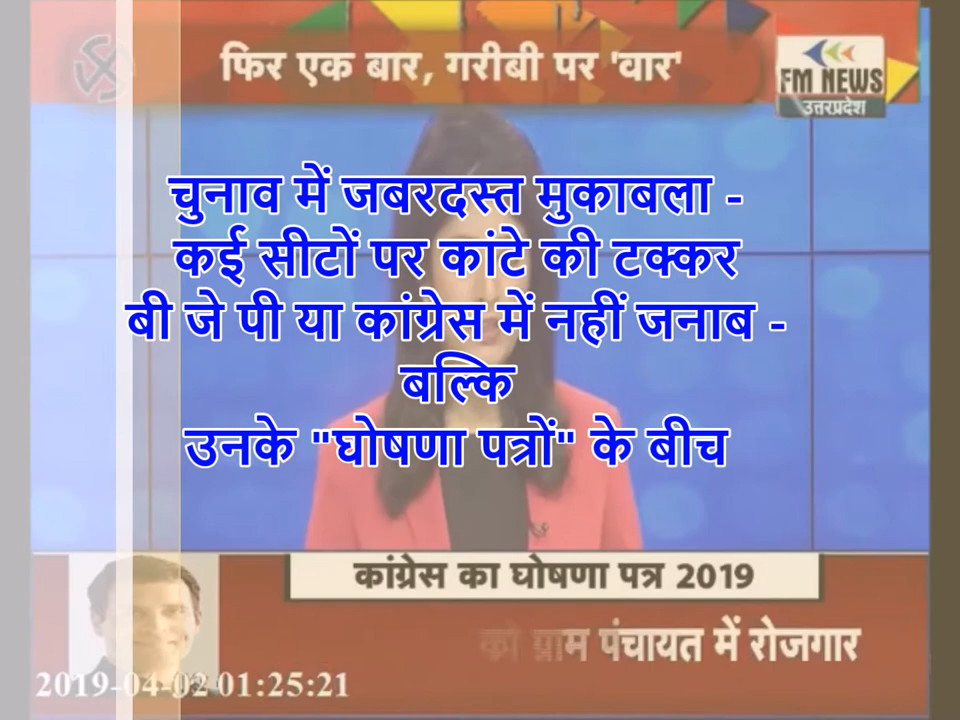 फिर एक बार, गरीबी पर 'वार'
FM NEWS
उत्तरप्रदेश
चुनाव में जबरदस्त मुकाबला -
कई सीटों पर कांटे की टक्कर
बी जे पी या कांग्रेस में नहीं जनाब -
बल्कि
उनके "घोषणा पत्रों" के बीच
कांग्रेस का घोषणा पत्र 2019
को ग्राम पंचायत में रोजगार
2019-04-02 01:25:21